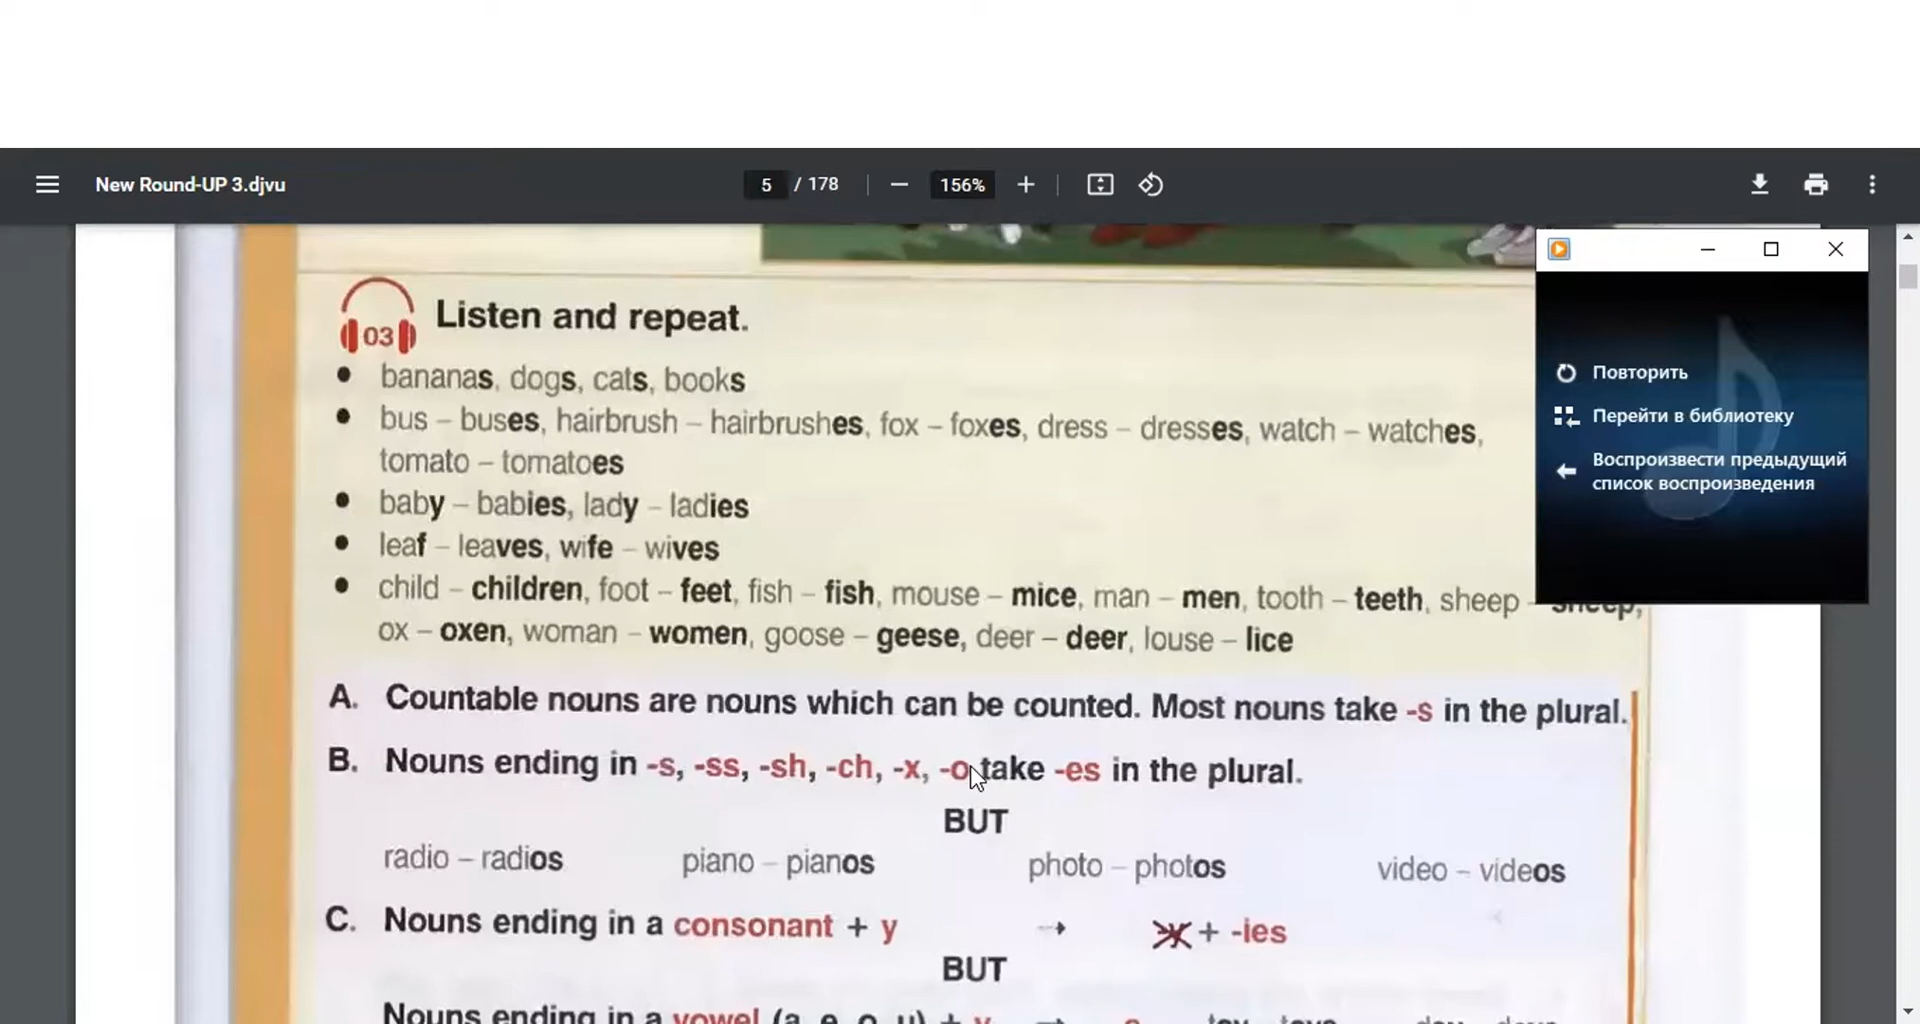 New Round-UP 3.djvu
5 / 178
156%
Listen and repeat.
03
bananas, dogs, cats, books
bus – buses, hairbrush – hairbrushes, fox – foxes, dress – dresses, watch – watches,
tomato – tomatoes
baby – babies, lady – ladies
leaf – leaves, wife – wives
child – children, foot – feet, fish – fish, mouse – mice, man – men, tooth – teeth, sheep – sheep,
ox – oxen, woman – women, goose – geese, deer – deer, louse – lice
A. Countable nouns are nouns which can be counted. Most nouns take -s in the plural.
B. Nouns ending in -s, -ss, -sh, -ch, -x, -o take -es in the plural.
BUT
radio – radios piano – pianos photo – photos video – videos
C. Nouns ending in a consonant + y → y + -ies
BUT
Nouns ending in a vowel (a, e, o, u) + y →
Повторить
Перейти в библиотеку
Воспроизвести предыдущий
список воспроизведения